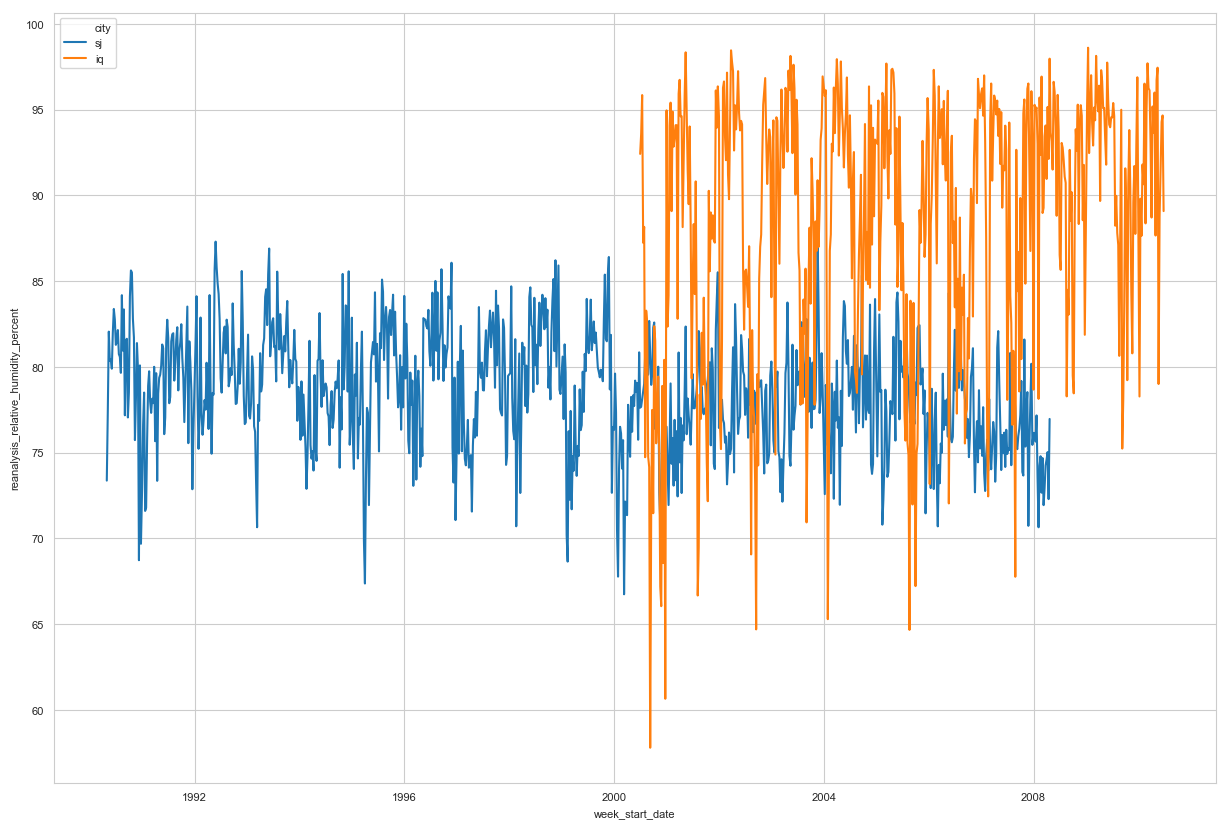 city
sj
iq
reanalysis_relative_humidity_percent
100
95
90
85
80
75
70
65
60
1992
1996
2000
2004
2008
week_start_date